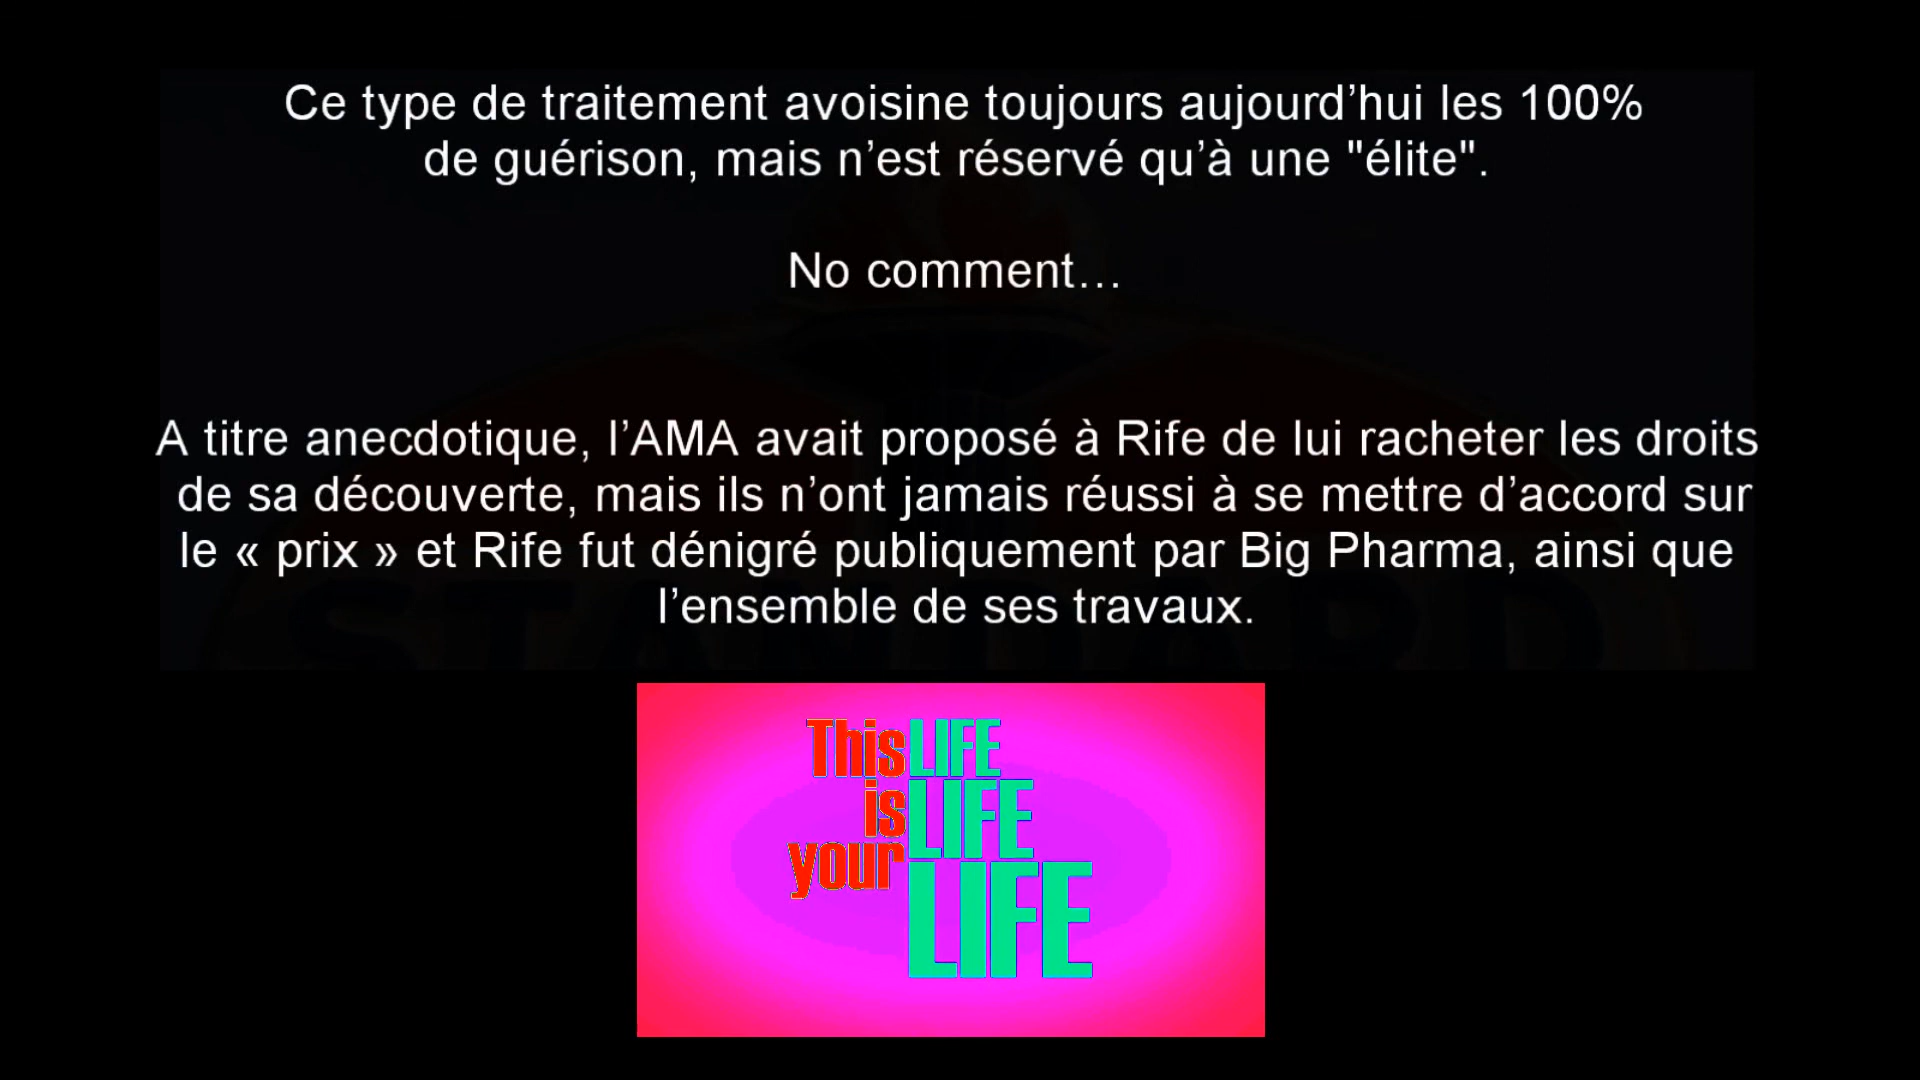 Ce type de traitement avoisine toujours aujourd’hui les 100%
de guérison, mais n’est réservé qu’à une "élite".
No comment…
A titre anecdotique, l’AMA avait proposé à Rife de lui racheter les droits
de sa découverte, mais ils n’ont jamais réussi à se mettre d’accord sur
le « prix » et Rife fut dénigré publiquement par Big Pharma, ainsi que
l’ensemble de ses travaux.
STANDARD
This LIFE
is LIFE
your LIFE